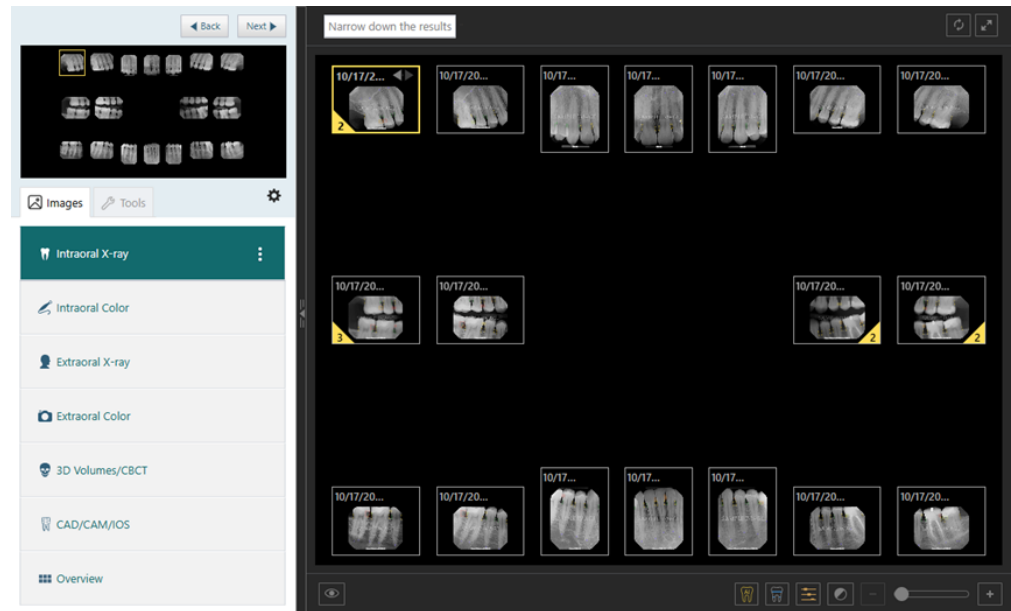 Back Next
Narrow down the results
10/17/2... 10/17/20... 10/17... 10/17... 10/17... 10/17/20... 10/17/20...
2
Images Tools
Intraoral X-ray
Intraoral Color
10/17/20... 10/17/20... 10/17/20... 10/17/20...
3 2 2
Extraoral X-ray
Extraoral Color
3D Volumes/CBCT
10/17... 10/17... 10/17...
10/17/20... 10/17/20... 10/17/20... 10/17/20...
CAD/CAM/IOS
Overview